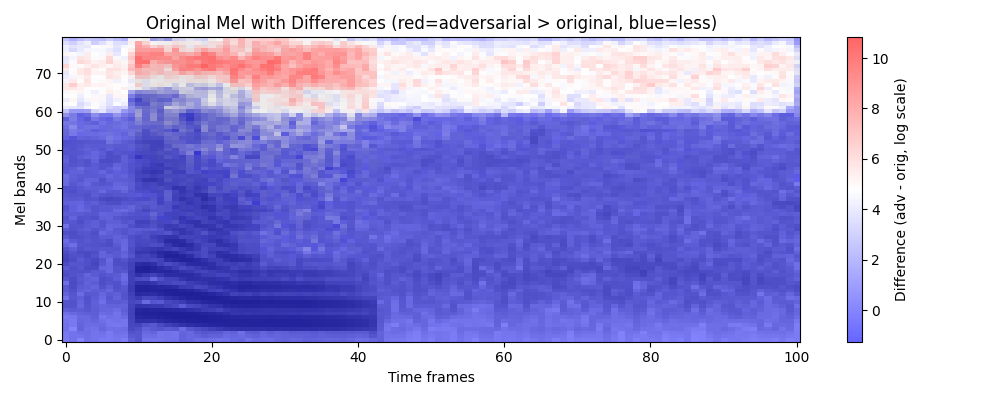 Original Mel with Differences (red=adversarial > original, blue=less)
Mel bands
70
60
50
40
30
20
10
0
0 20 40 60 80 100
Time frames
10
8
6
4
2
0
Difference (adv - orig, log scale)